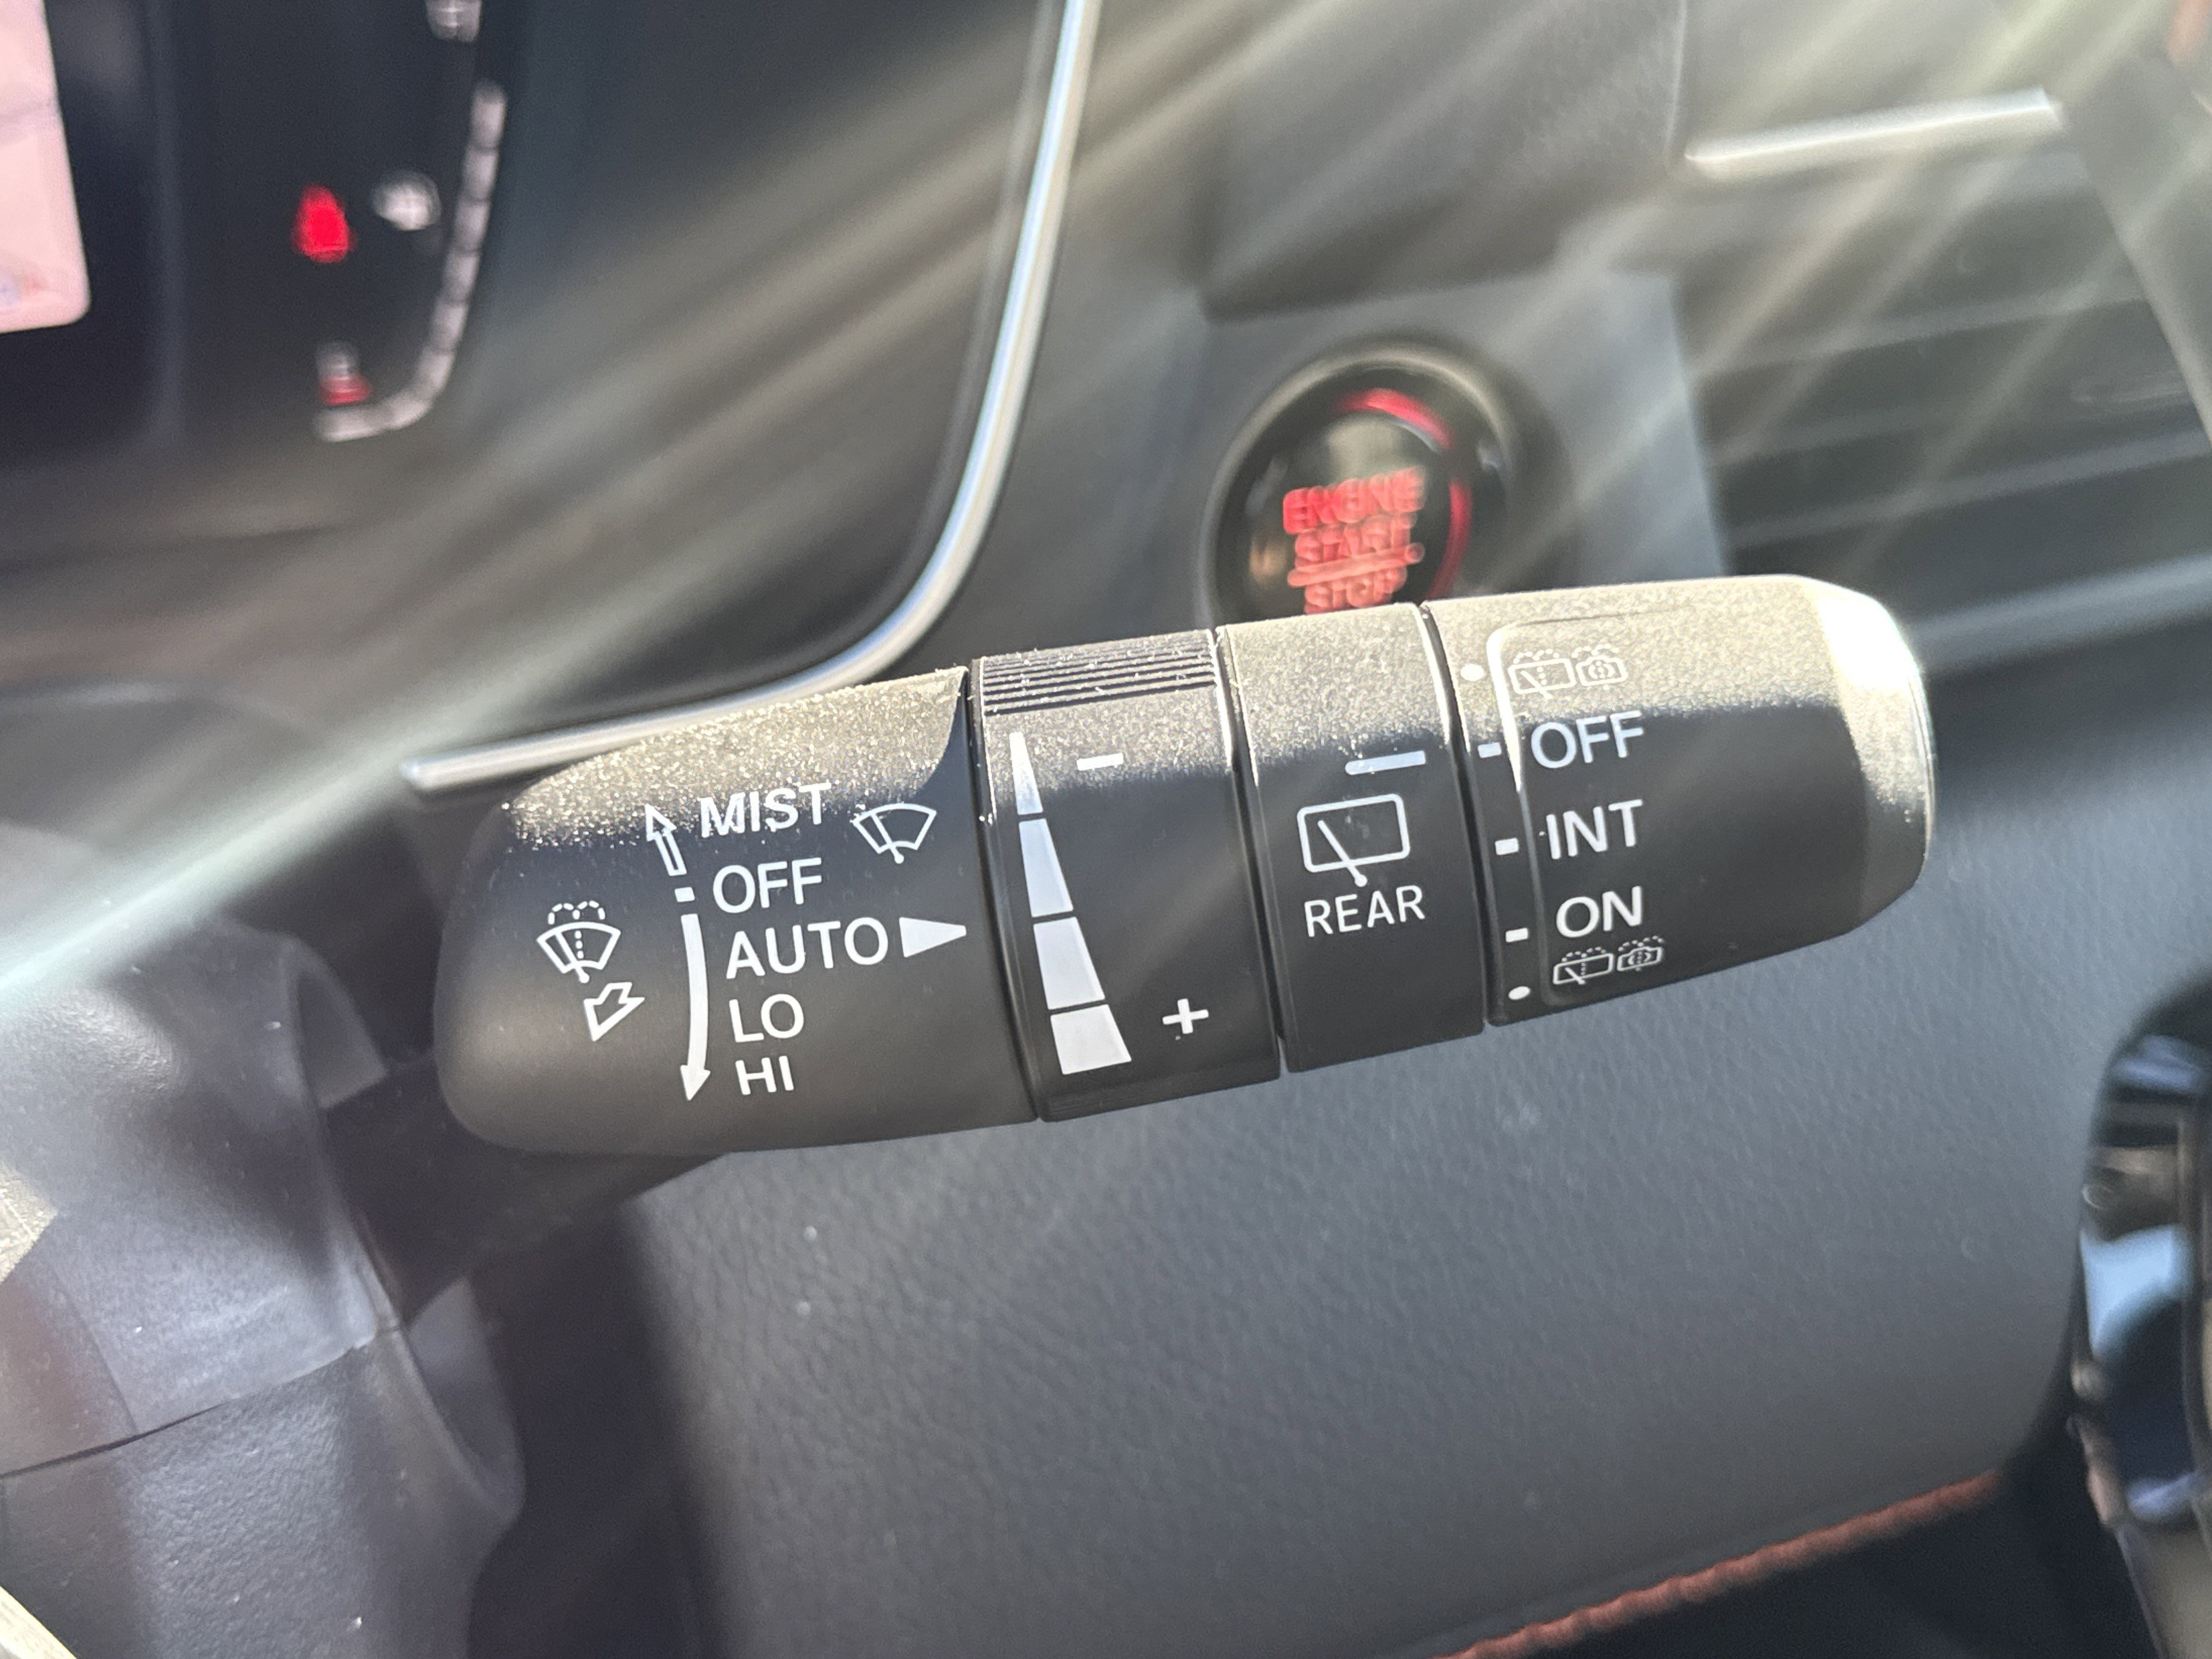 ENGINE
START
STOP
MIST
OFF
AUTO
LO
HI
-
+
REAR
OFF
INT
ON